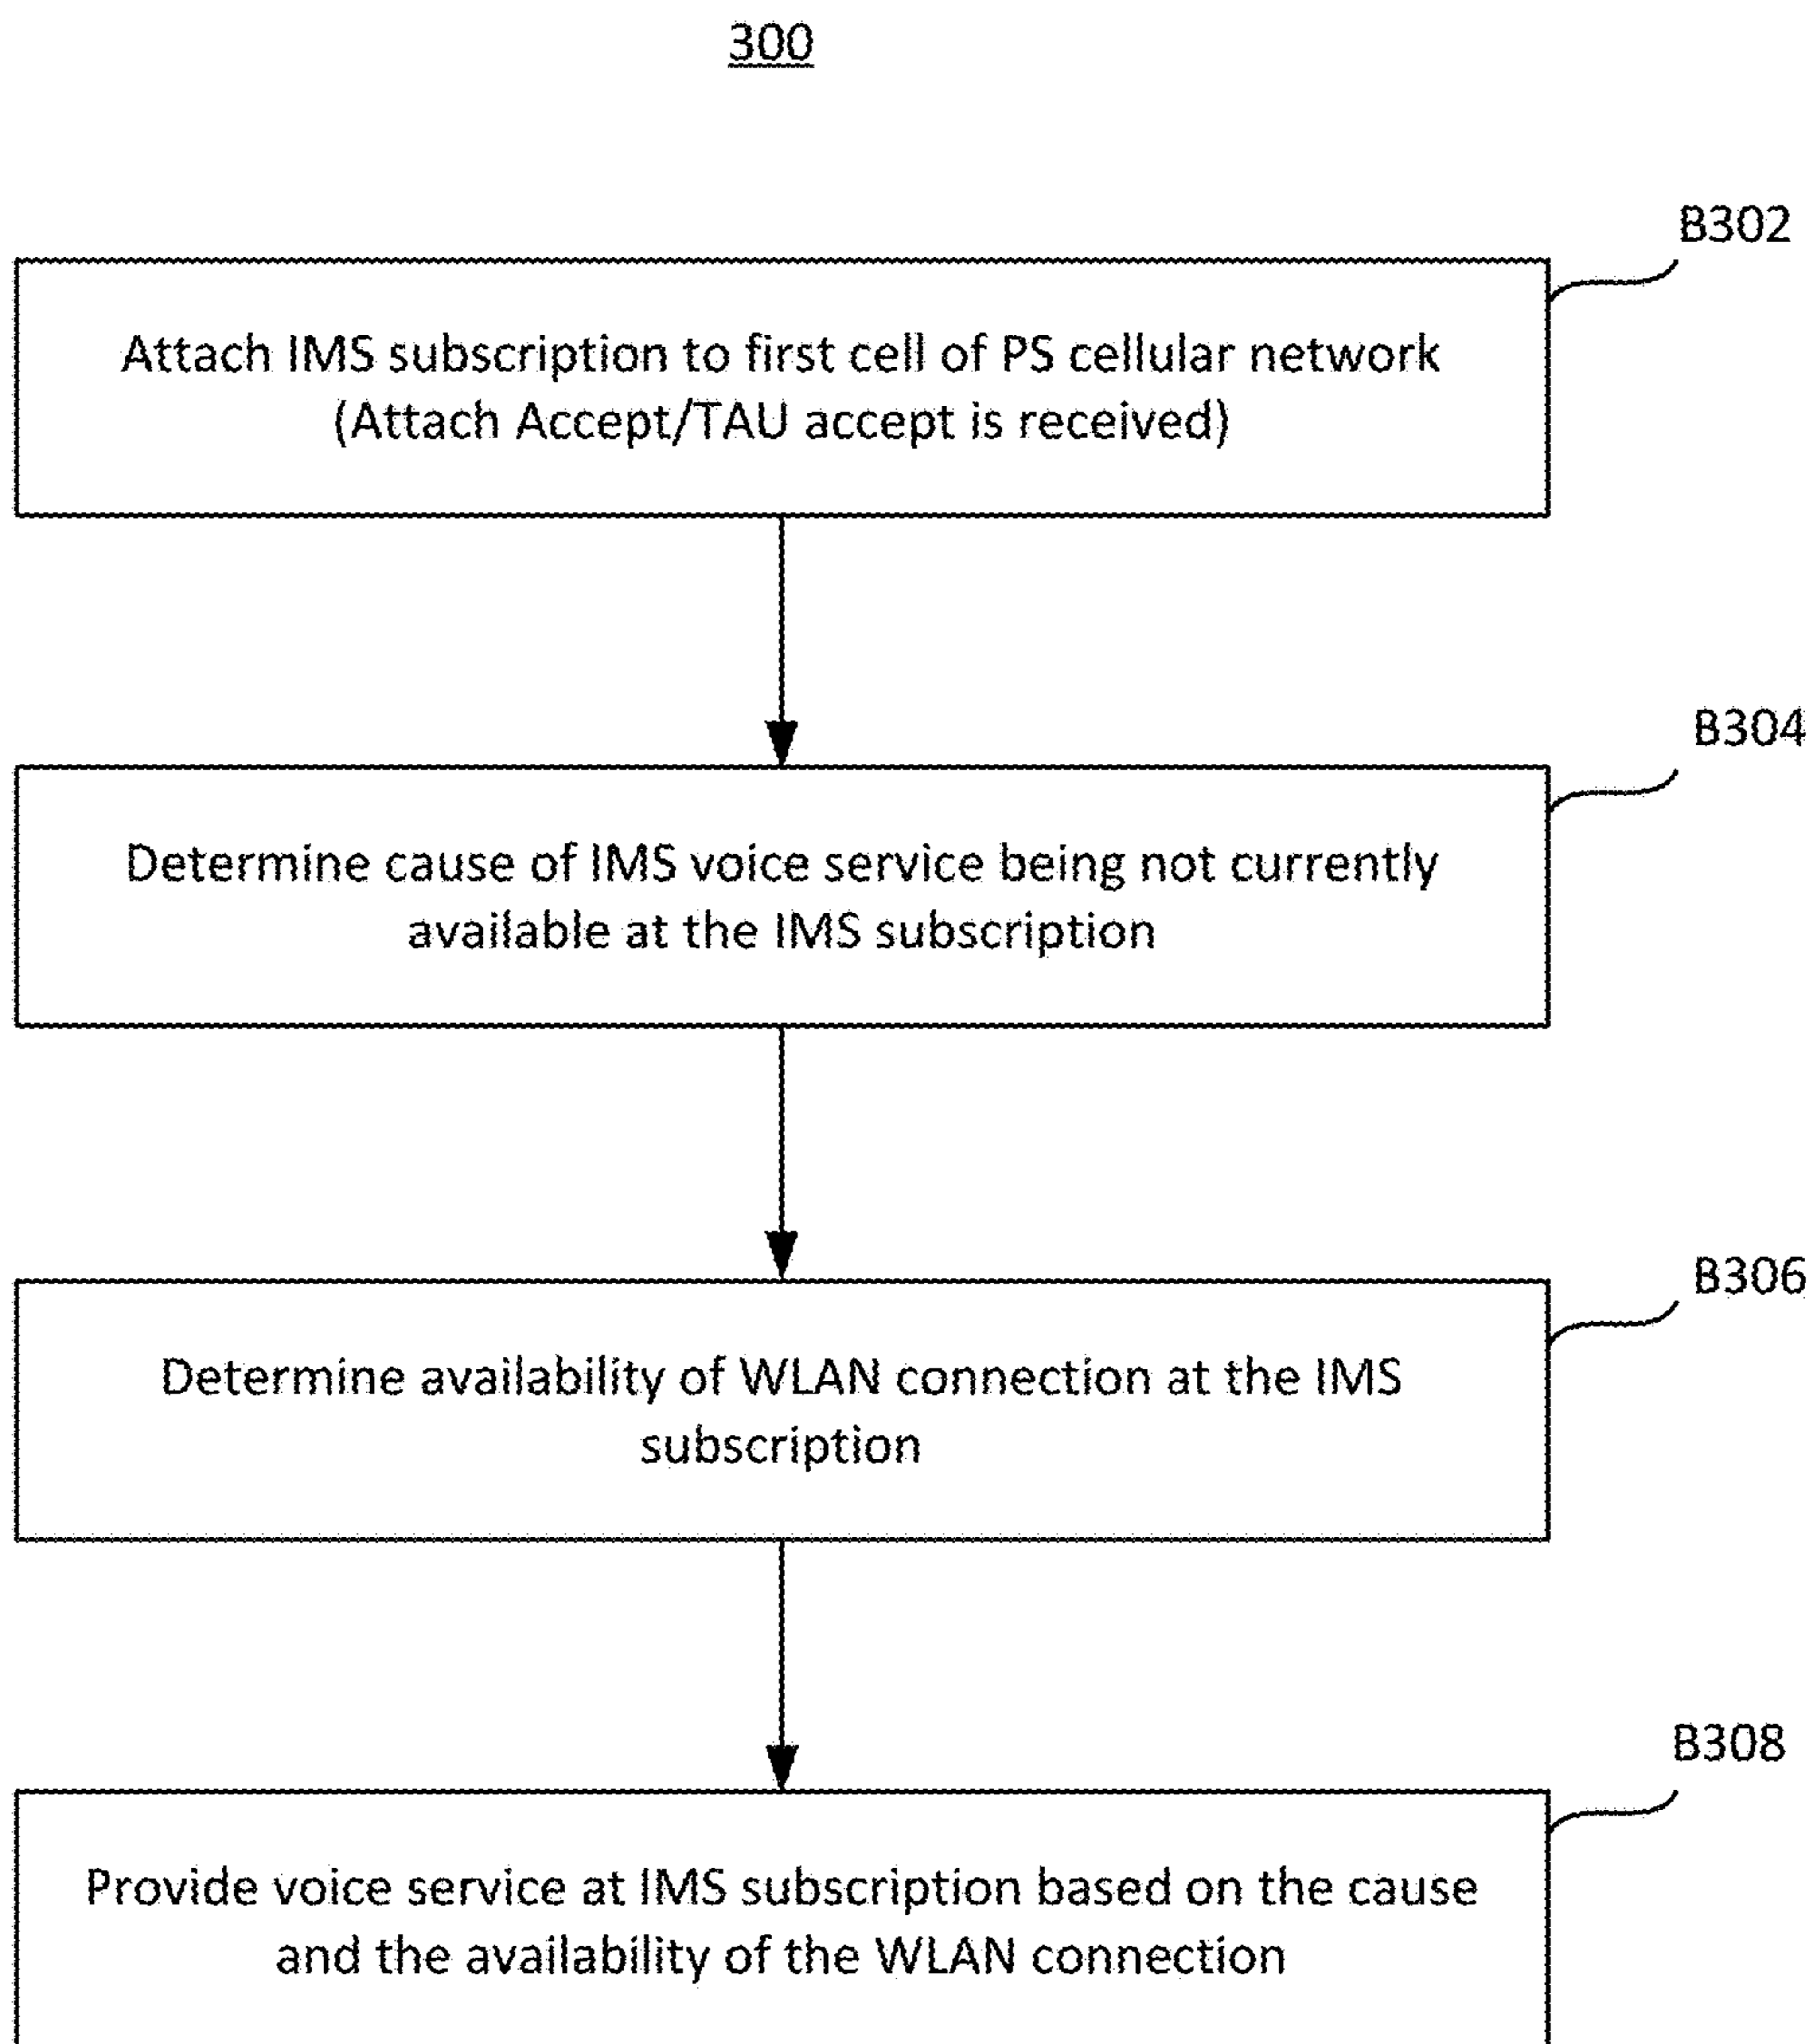 300
B302
Attach IMS subscription to first cell of PS cellular network
(Attach Accept/TAU accept is received)
B304
Determine cause of IMS voice service being not currently
available at the IMS subscription
B306
Determine availability of WLAN connection at the IMS
subscription
B308
Provide voice service at IMS subscription based on the cause
and the availability of the WLAN connection